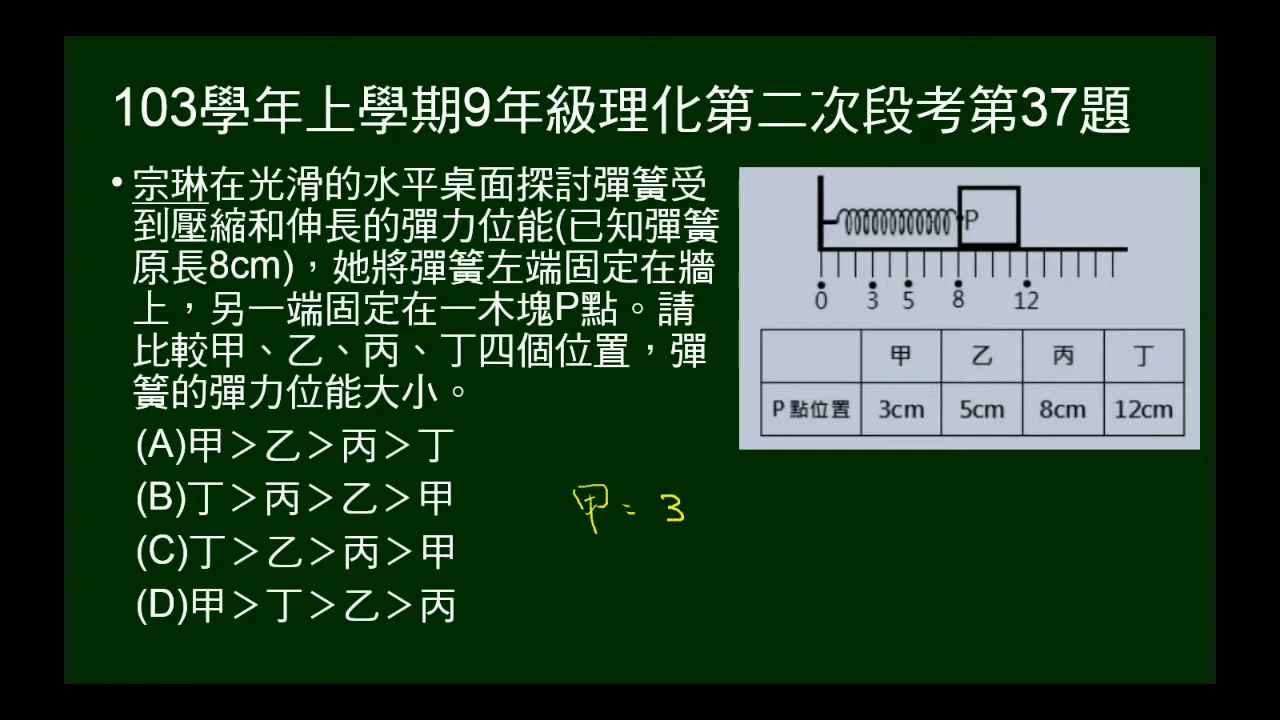 103學年上學期9年級理化第二次段考第37題
• 宗琳在光滑的水平桌面探討彈簧受
到壓縮和伸長的彈力位能(已知彈簧
原長8cm)，她將彈簧左端固定在牆
上，另一端固定在一木塊P點。請
比較甲、乙、丙、丁四個位置，彈
簧的彈力位能大小。
(A)甲＞乙＞丙＞丁
(B)丁＞丙＞乙＞甲
(C)丁＞乙＞丙＞甲
(D)甲＞丁＞乙＞丙
甲 = 3
P
0 3 5 8 12
甲 乙 丙 丁
P點位置 3cm 5cm 8cm 12cm